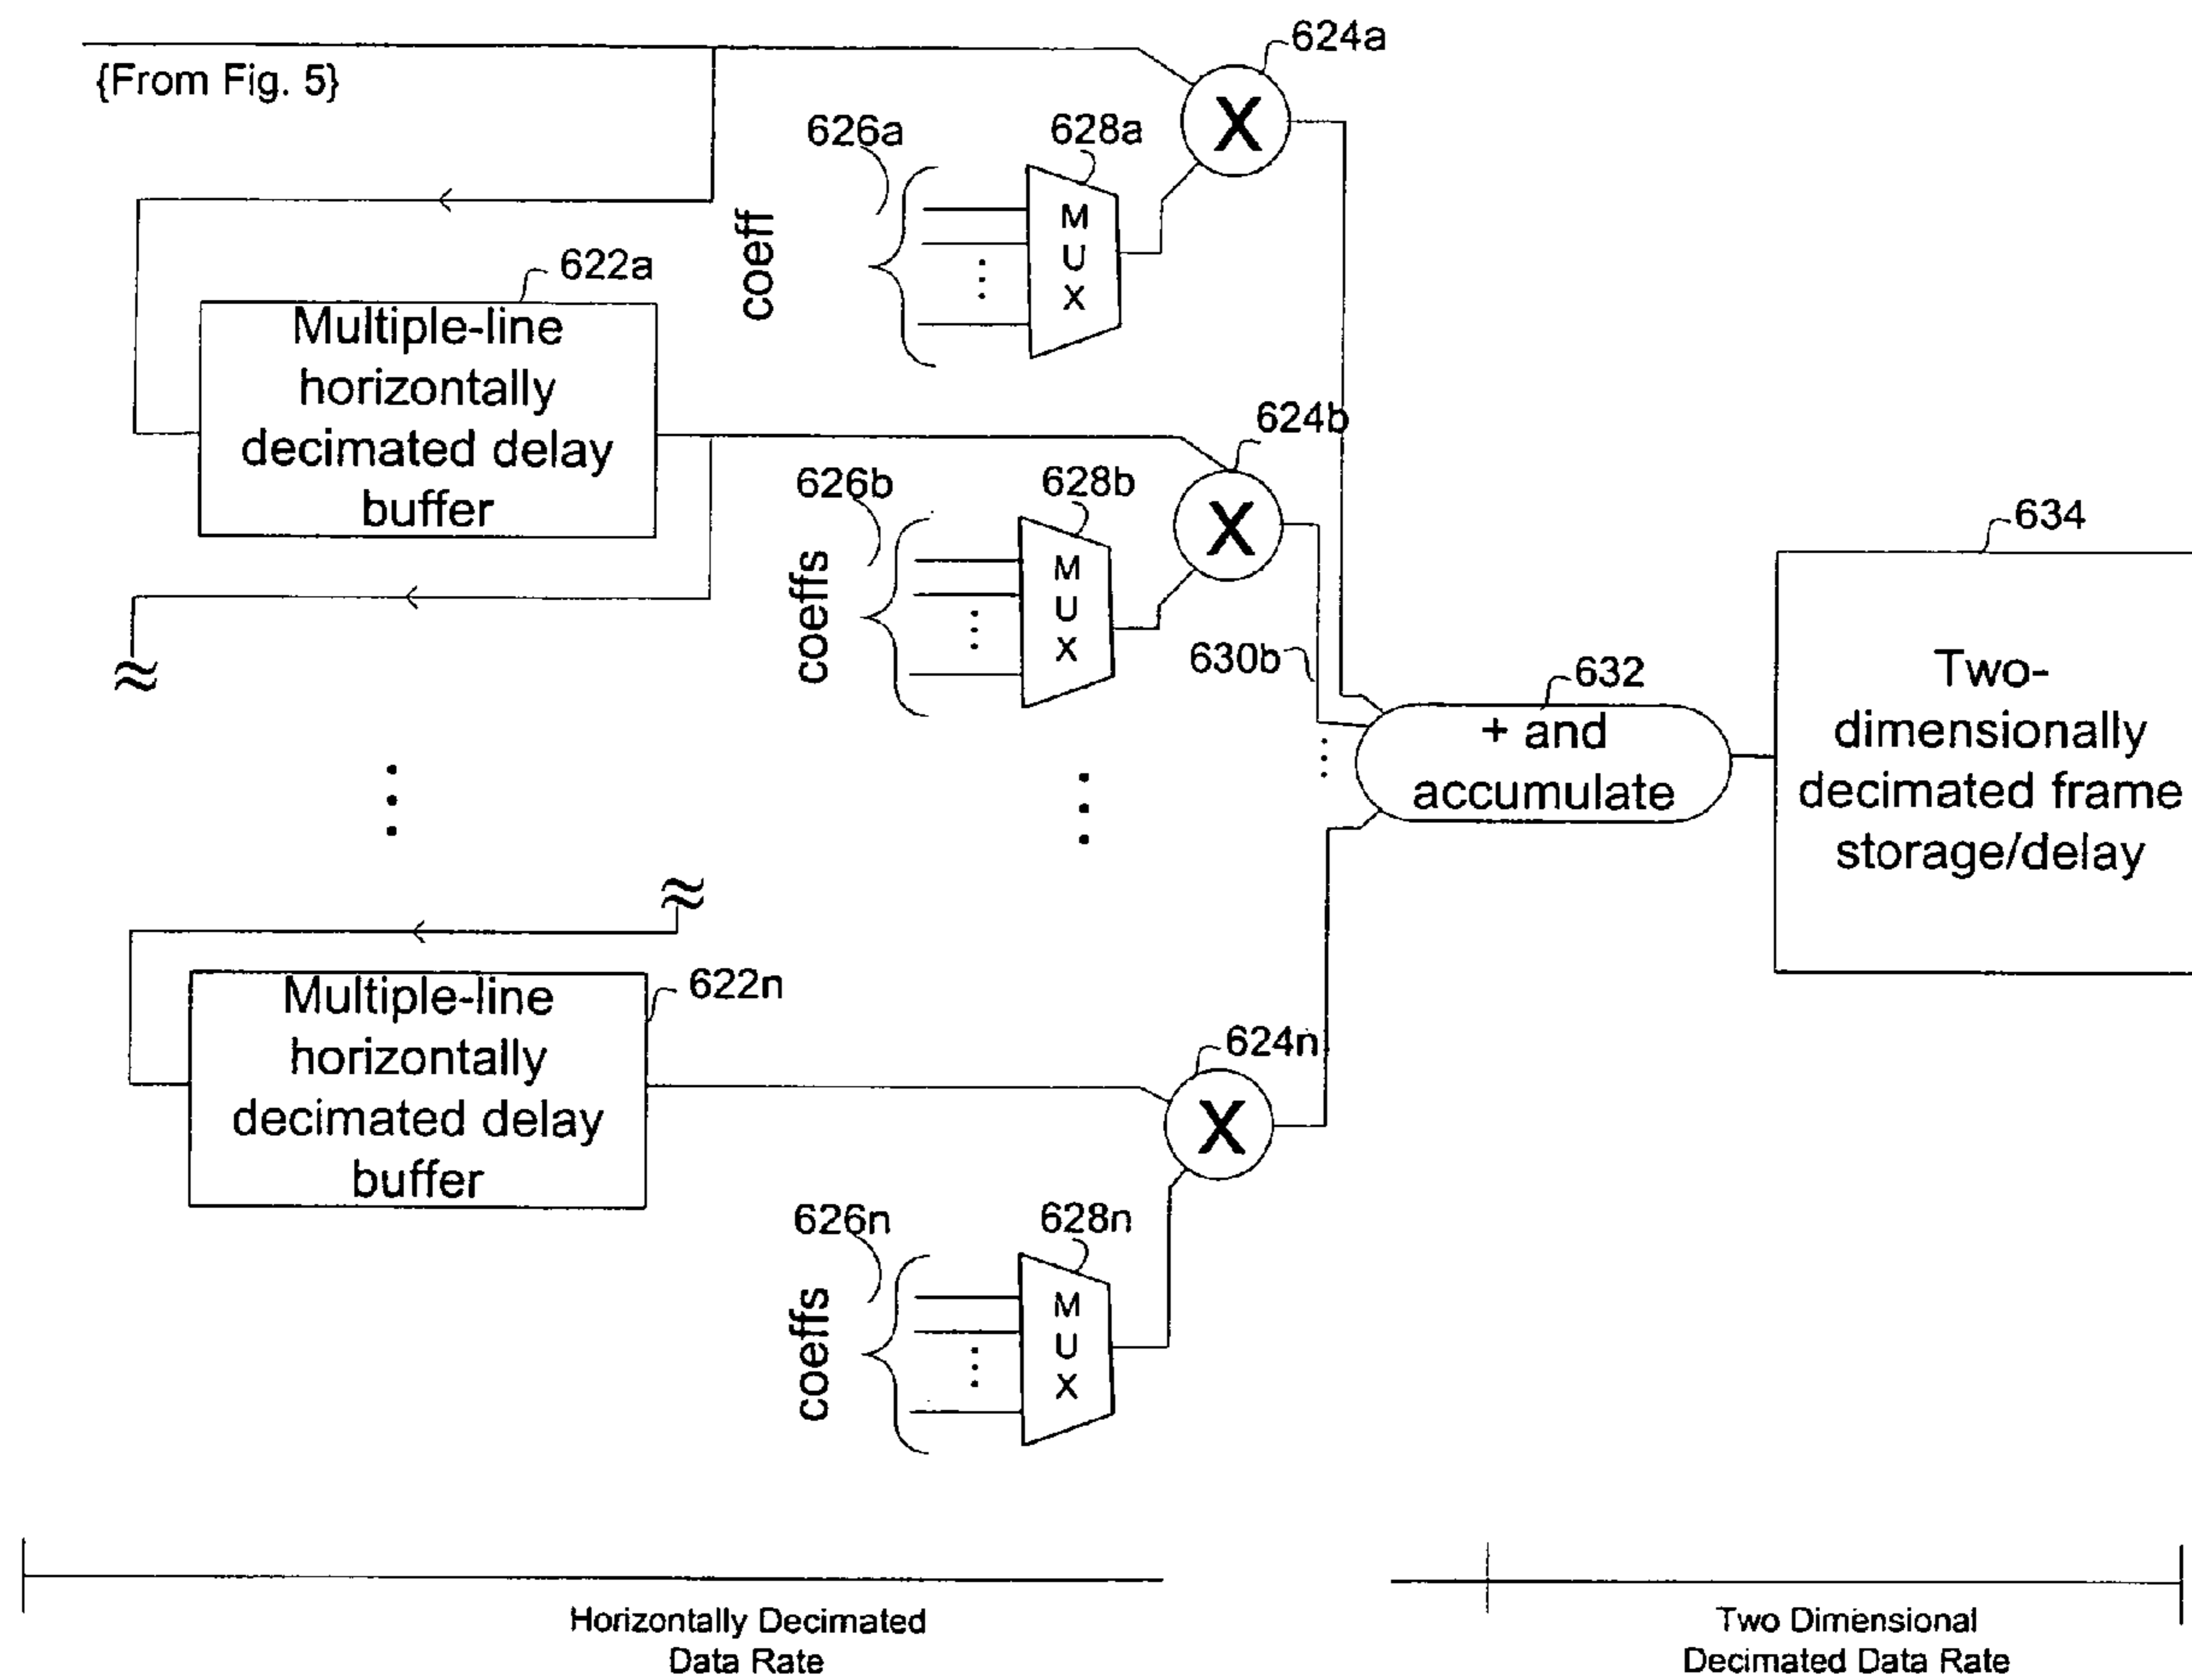 {From Fig. 5}
624a
626a
628a
coeff
M
U
X
X
622a
Multiple-line
horizontally
decimated delay
buffer
624b
626b
628b
coeffs
M
U
X
X
630b
632
+ and
accumulate
634
Two-
dimensionally
decimated frame
storage/delay
622n
Multiple-line
horizontally
decimated delay
buffer
624n
X
626n
628n
coeffs
M
U
X
Horizontally Decimated
Data Rate
Two Dimensional
Decimated Data Rate